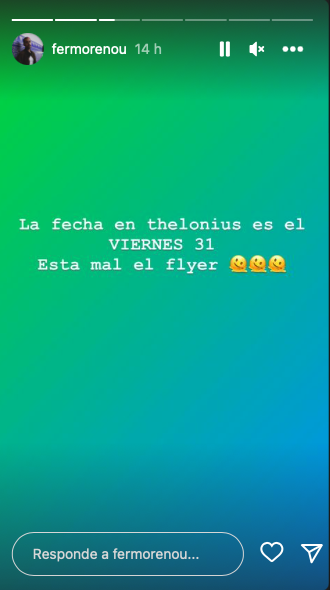 fermorenou 14 h
La fecha en thelonius es el
VIERNES 31
Esta mal el flyer 🫠🫠🫠
Responde a fermorenou...